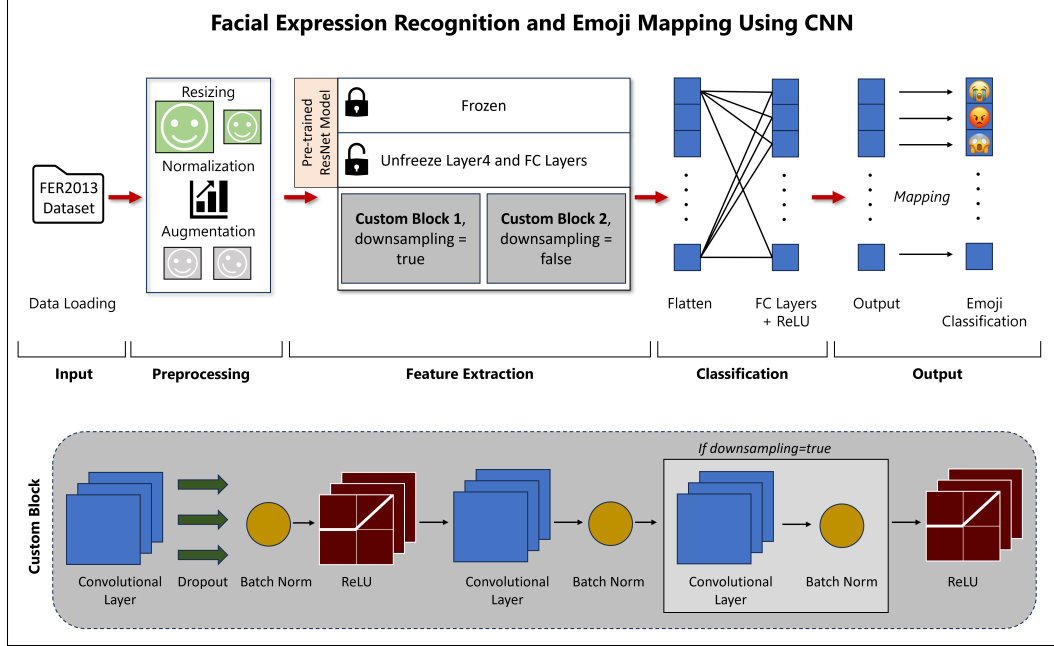 Facial Expression Recognition and Emoji Mapping Using CNN
FER2013
Dataset
Data Loading
Resizing
Normalization
Augmentation
Pre-trained
ResNet Model
Frozen
Unfreeze Layer4 and FC Layers
Custom Block 1,
downsampling =
true
Custom Block 2,
downsampling =
false
Flatten
FC Layers
+ ReLU
Mapping
Output
Emoji
Classification
Input
Preprocessing
Feature Extraction
Classification
Output
Custom Block
If downsampling=true
Convolutional
Layer
Dropout
Batch Norm
ReLU
Convolutional
Layer
Batch Norm
Convolutional
Layer
Batch Norm
ReLU